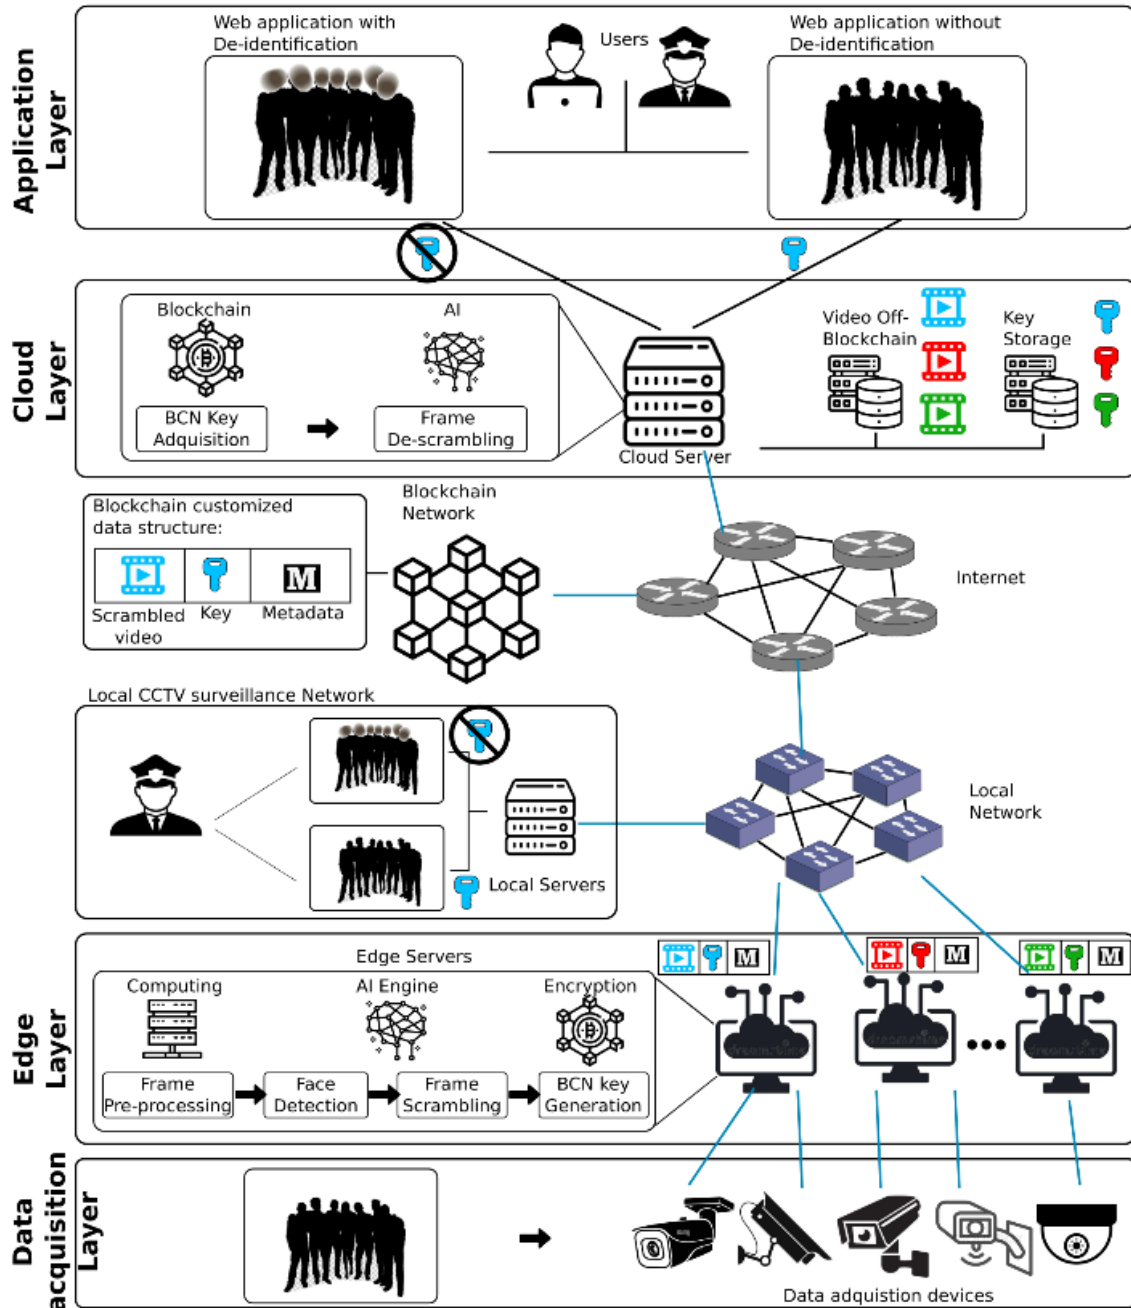 Application
Layer
Web application with
De-identification
Users
Web application without
De-identification
Cloud
Layer
Blockchain
AI
BCN Key
Adquisition
Frame
De-scrambling
Cloud Server
Video Off-
Blockchain
Key
Storage
Blockchain customized
data structure:
M
Scrambled
video
Key
Metadata
Blockchain
Network
Internet
Local CCTV surveillance Network
Local Servers
Local
Network
Edge
Layer
Edge Servers
Computing
AI Engine
Encryption
Frame
Pre-processing
Face
Detection
Frame
Scrambling
BCN key
Generation
M
M
M
dreamstime
dreamstime
dreamstime
Data
acquisition
Layer
Data adquistion devices